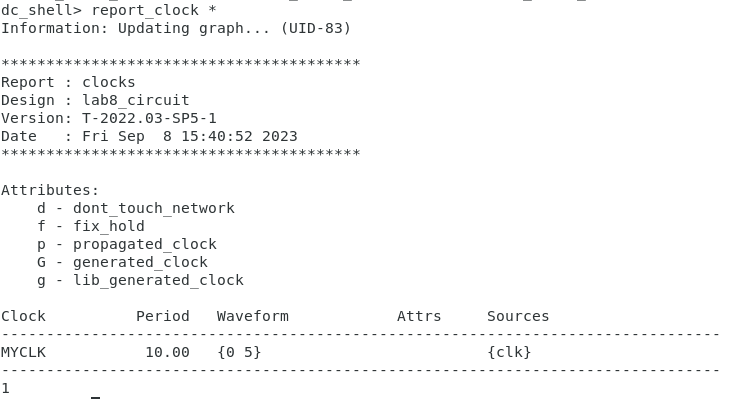 dc_shell> report_clock *
Information: Updating graph... (UID-83)
****************************************
Report : clocks
Design : lab8_circuit
Version: T-2022.03-SP5-1
Date   : Fri Sep  8 15:40:52 2023
****************************************
Attributes:
    d - dont_touch_network
    f - fix_hold
    p - propagated_clock
    G - generated_clock
    g - lib_generated_clock
Clock          Period   Waveform            Attrs     Sources
--------------------------------------------------------------------------------
MYCLK           10.00   {0 5}                         {clk}
--------------------------------------------------------------------------------
1